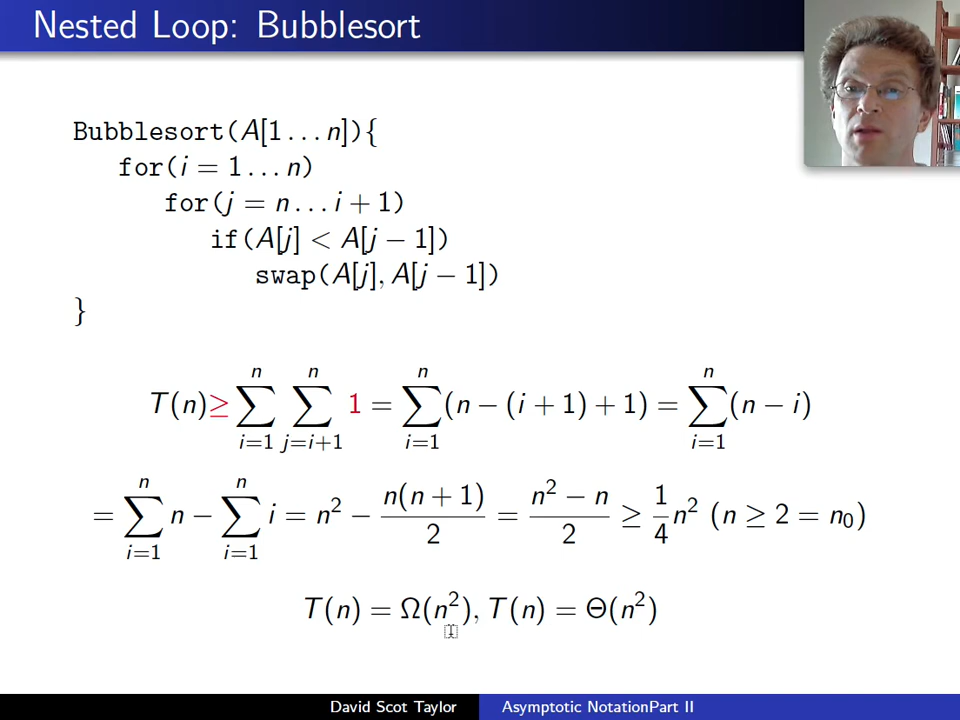 Nested Loop: Bubblesort
Bubblesort(A[1...n]){
for(i = 1...n)
for(j = n...i + 1)
if(A[j] < A[j − 1])
swap(A[j], A[j − 1])
}
T(n)≥∑_{i=1}^{n} ∑_{j=i+1}^{n} 1 = ∑_{i=1}^{n} (n − (i + 1) + 1) = ∑_{i=1}^{n} (n − i)
= ∑_{i=1}^{n} n − ∑_{i=1}^{n} i = n² − n(n + 1)/2 = (n² − n)/2 ≥ 1/4 n² (n ≥ 2 = n₀)
T(n) = Ω(n²), T(n) = Θ(n²)
David Scot Taylor Asymptotic NotationPart II